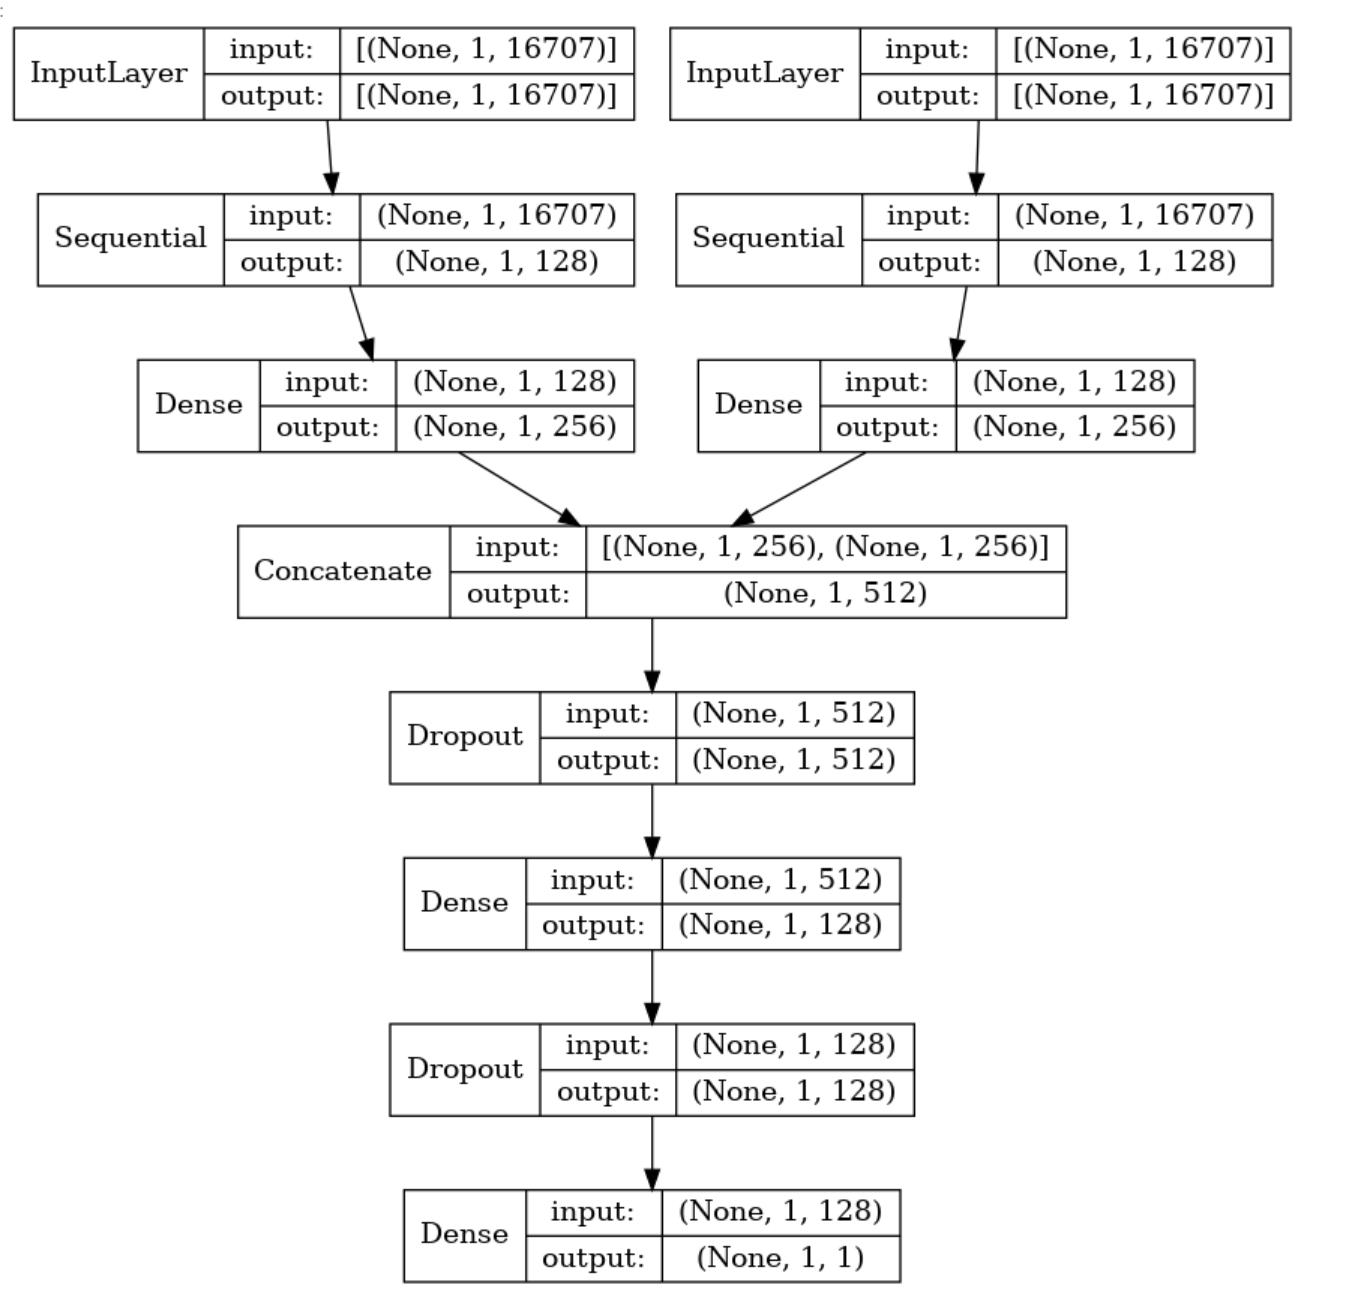 :
InputLayer input: [(None, 1, 16707)]
output: [(None, 1, 16707)]
InputLayer input: [(None, 1, 16707)]
output: [(None, 1, 16707)]
Sequential input: (None, 1, 16707)
output: (None, 1, 128)
Sequential input: (None, 1, 16707)
output: (None, 1, 128)
Dense input: (None, 1, 128)
output: (None, 1, 256)
Dense input: (None, 1, 128)
output: (None, 1, 256)
Concatenate input: [(None, 1, 256), (None, 1, 256)]
output: (None, 1, 512)
Dropout input: (None, 1, 512)
output: (None, 1, 512)
Dense input: (None, 1, 512)
output: (None, 1, 128)
Dropout input: (None, 1, 128)
output: (None, 1, 128)
Dense input: (None, 1, 128)
output: (None, 1, 1)